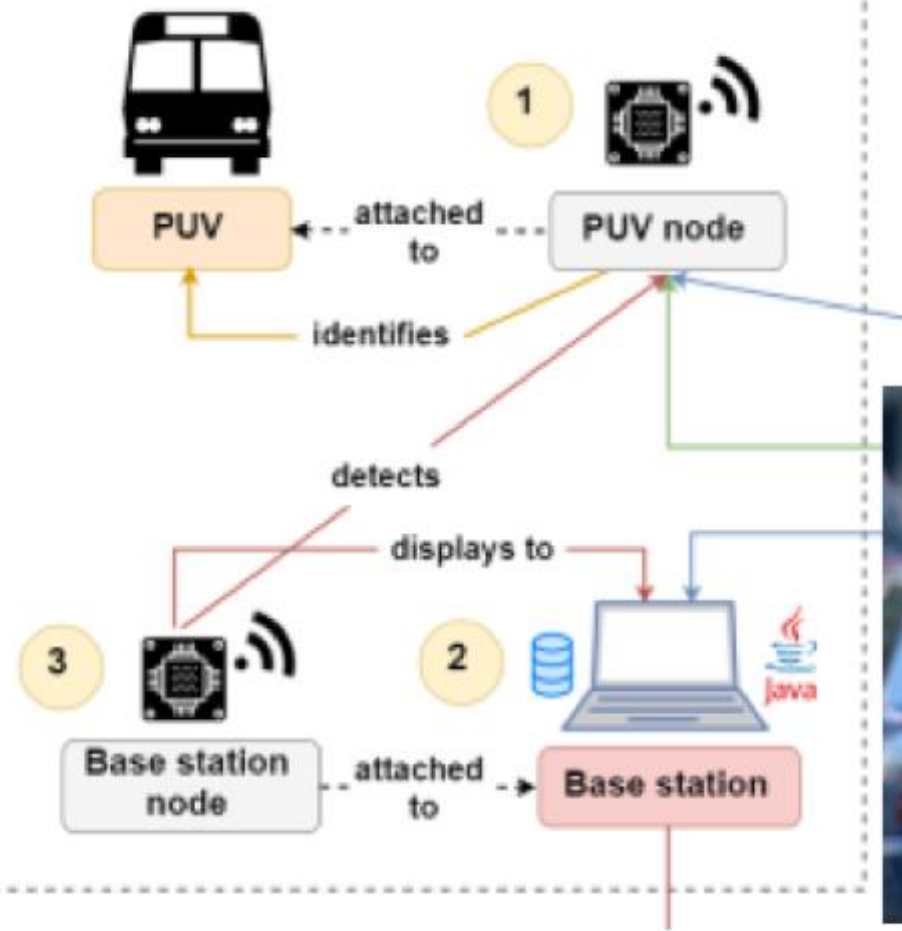 1
PUV
attached
to
PUV node
identifies
detects
displays to
3
2
Java
Base station
node
attached
to
Base station